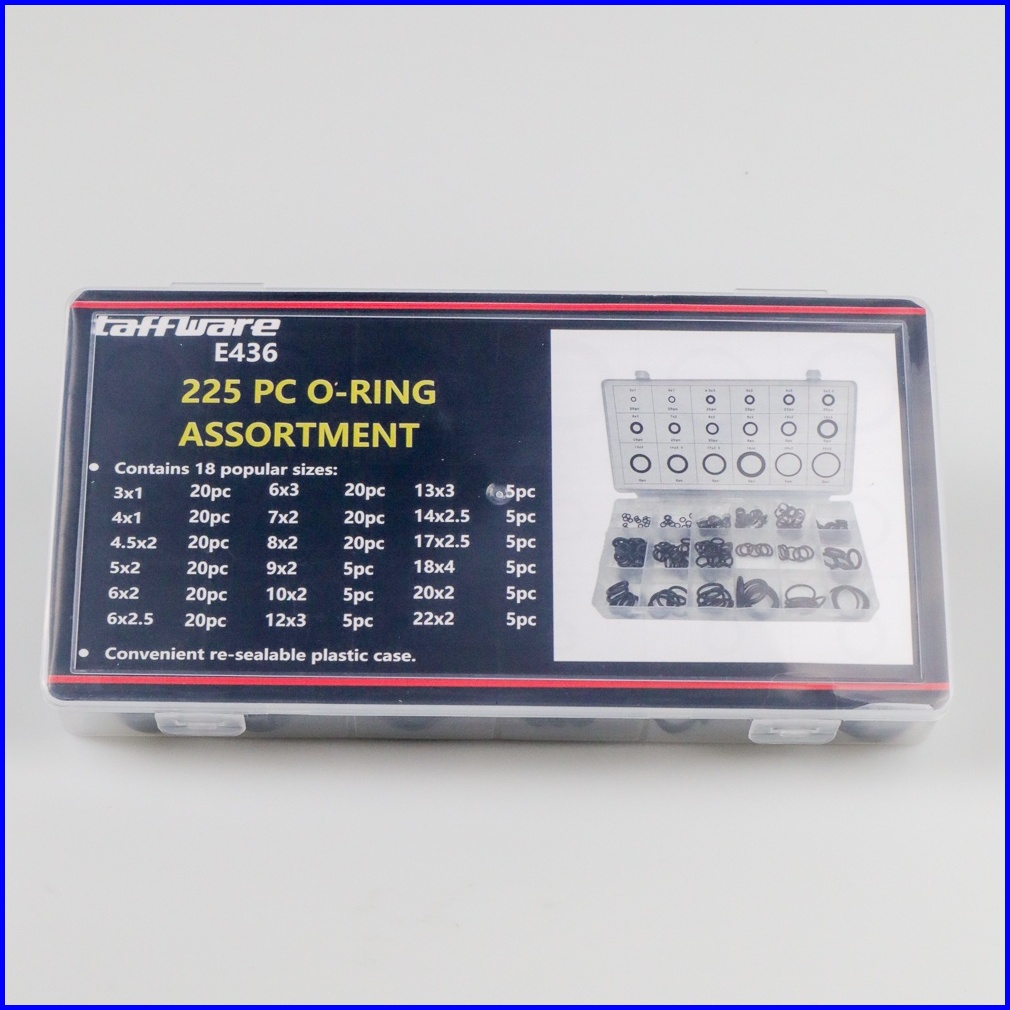 taffware
E436
225 PC O-RING
ASSORTMENT
• Contains 18 popular sizes:
3x1 20pc 6x3 20pc 13x3 5pc
4x1 20pc 7x2 20pc 14x2.5 5pc
4.5x2 20pc 8x2 20pc 17x2.5 5pc
5x2 20pc 9x2 5pc 18x4 5pc
6x2 20pc 10x2 5pc 20x2 5pc
6x2.5 20pc 12x3 5pc 22x2 5pc
• Convenient re-sealable plastic case.